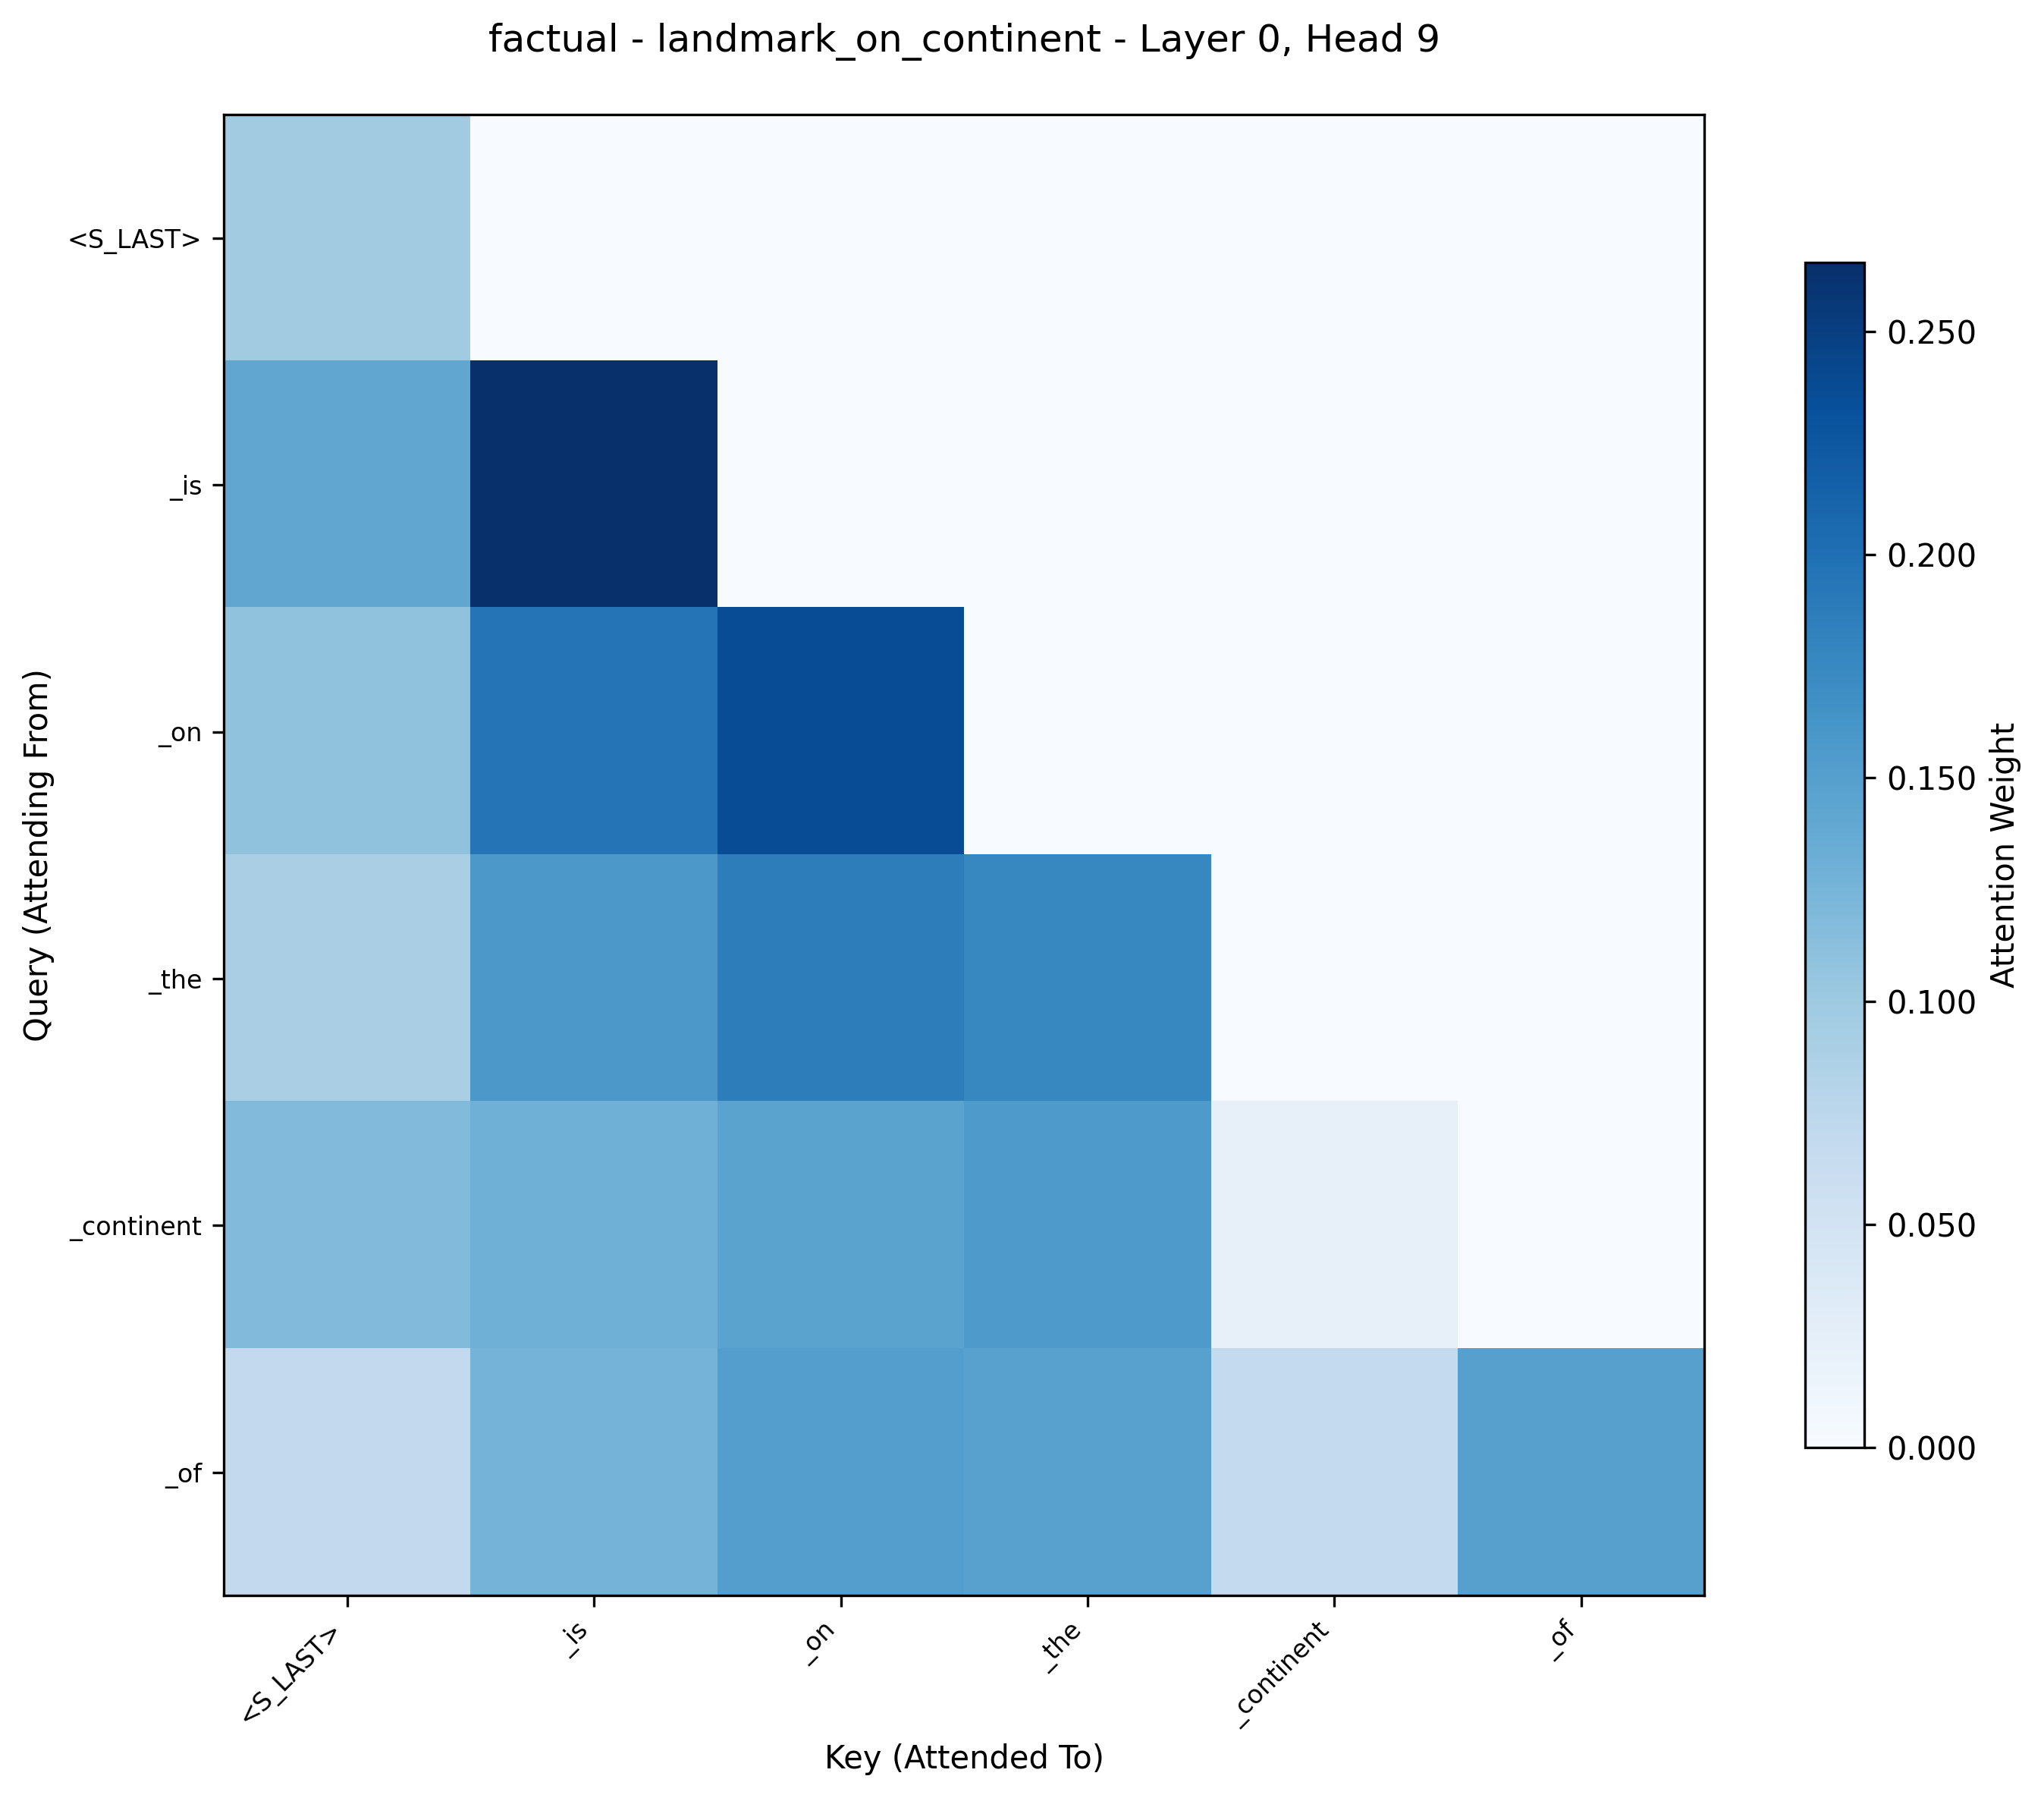 factual - landmark_on_continent - Layer 0, Head 9
Query (Attending From)
<S_LAST>
_is
_on
_the
_continent
_of
<S_LAST>
_is
_on
_the
_continent
_of
Key (Attended To)
0.250
0.200
0.150
0.100
0.050
0.000
Attention Weight